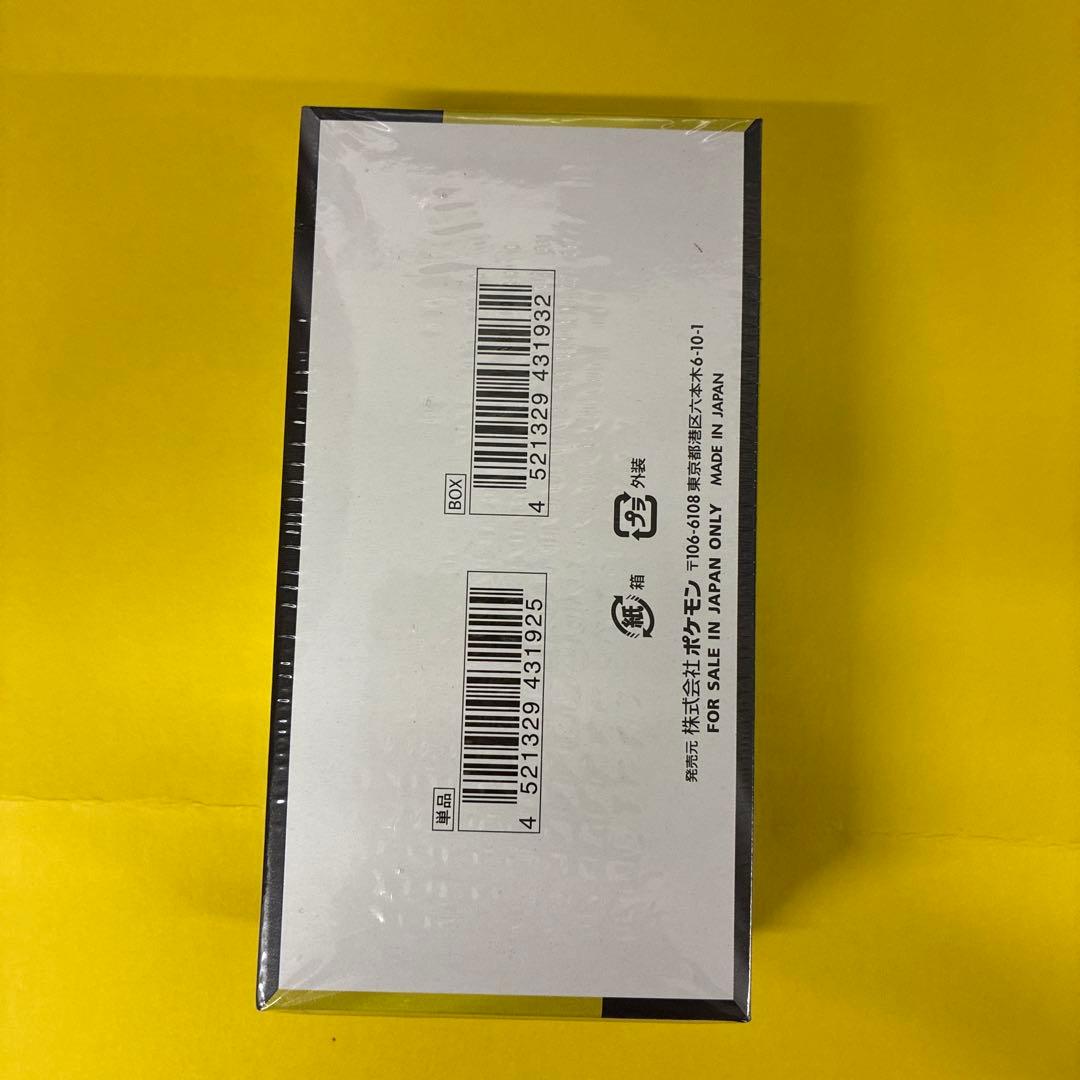 単品
4 521329 431925
BOX
4 521329 431932
紙 箱
プラ 外装
発売元 株式会社 ポケモン 〒106-6108 東京都港区六本木6-10-1
FOR SALE IN JAPAN ONLY MADE IN JAPAN